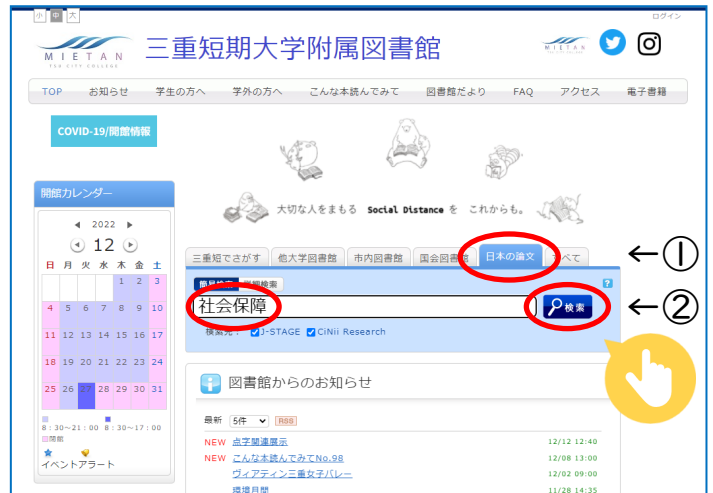 小 中 大
ログイン
MIETAN
TSU CITY COLLEGE
三重短期大学附属図書館
MIETAN
TOP お知らせ 学生の方へ 学外の方へ こんな本読んでみて 図書館だより FAQ アクセス 電子書籍
COVID-19/開館情報
大切な人をまもる Social Distance を これからも。
開館カレンダー
2022
12
日 月 火 水 木 金 土
1 2 3
4 5 6 7 8 9 10
11 12 13 14 15 16 17
18 19 20 21 22 23 24
25 26 27 28 29 30 31
8:30~21:00 8:30~17:00
閉館
イベントアラート
三重短でさがす 他大学図書館 市内図書館 国会図書館 日本の論文 すべて
←①
簡易検索 詳細検索
?
社会保障
検索
←②
検索先: J-STAGE CiNii Research
図書館からのお知らせ
最新 5件 RSS
NEW 点字関連展示 12/12 12:40
NEW こんな本読んでみてNo.98 12/08 13:00
ヴィアティン三重女子バレー 12/02 09:00
環境月間 11/28 14:35